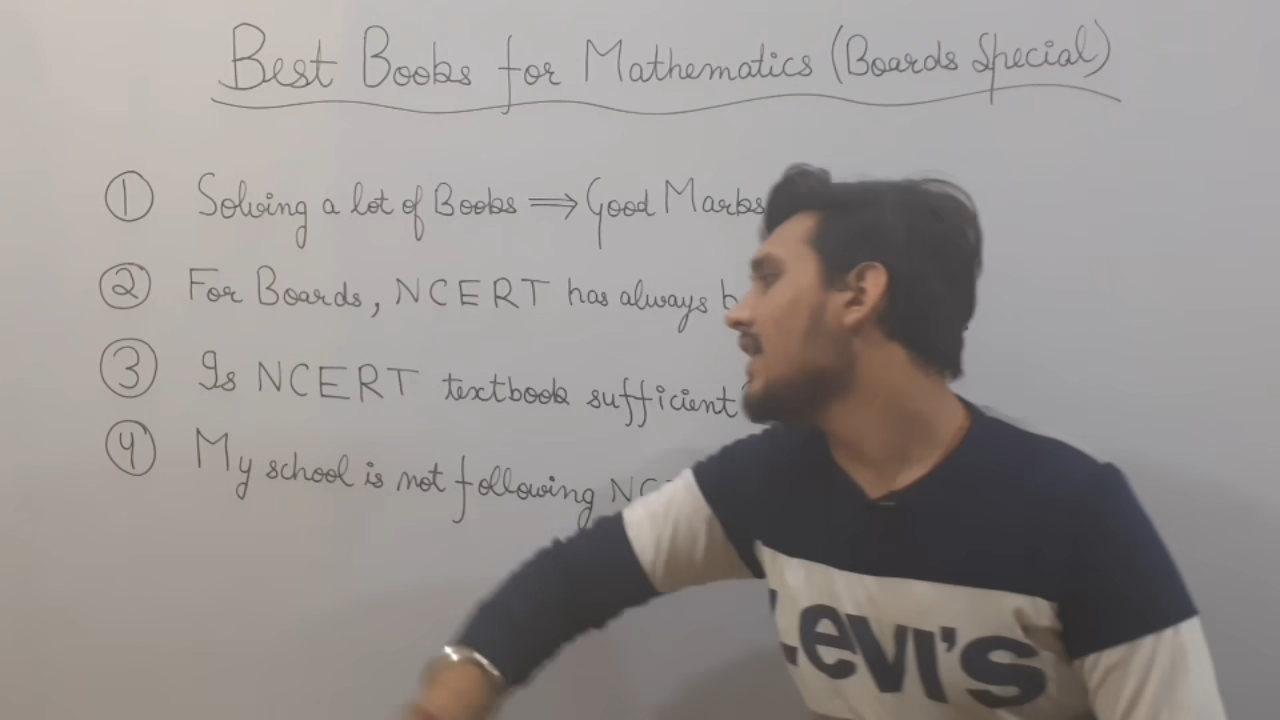 Best Books for Mathematics (Boards Special)
① Solving a lot of Books ⟹ Good Marks
② For Boards, NCERT has always
③ Is NCERT textbook sufficient
④ My school is not following
Levi's